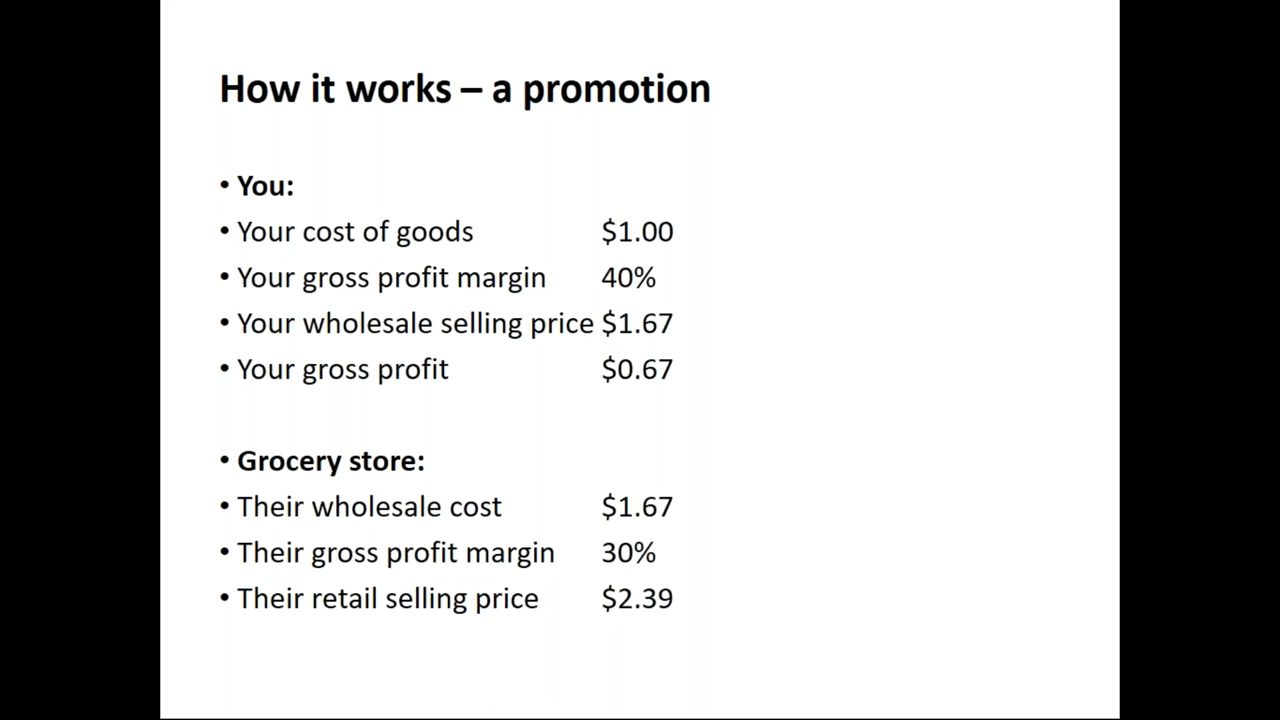 How it works – a promotion
• You:
• Your cost of goods $1.00
• Your gross profit margin 40%
• Your wholesale selling price $1.67
• Your gross profit $0.67
• Grocery store:
• Their wholesale cost $1.67
• Their gross profit margin 30%
• Their retail selling price $2.39